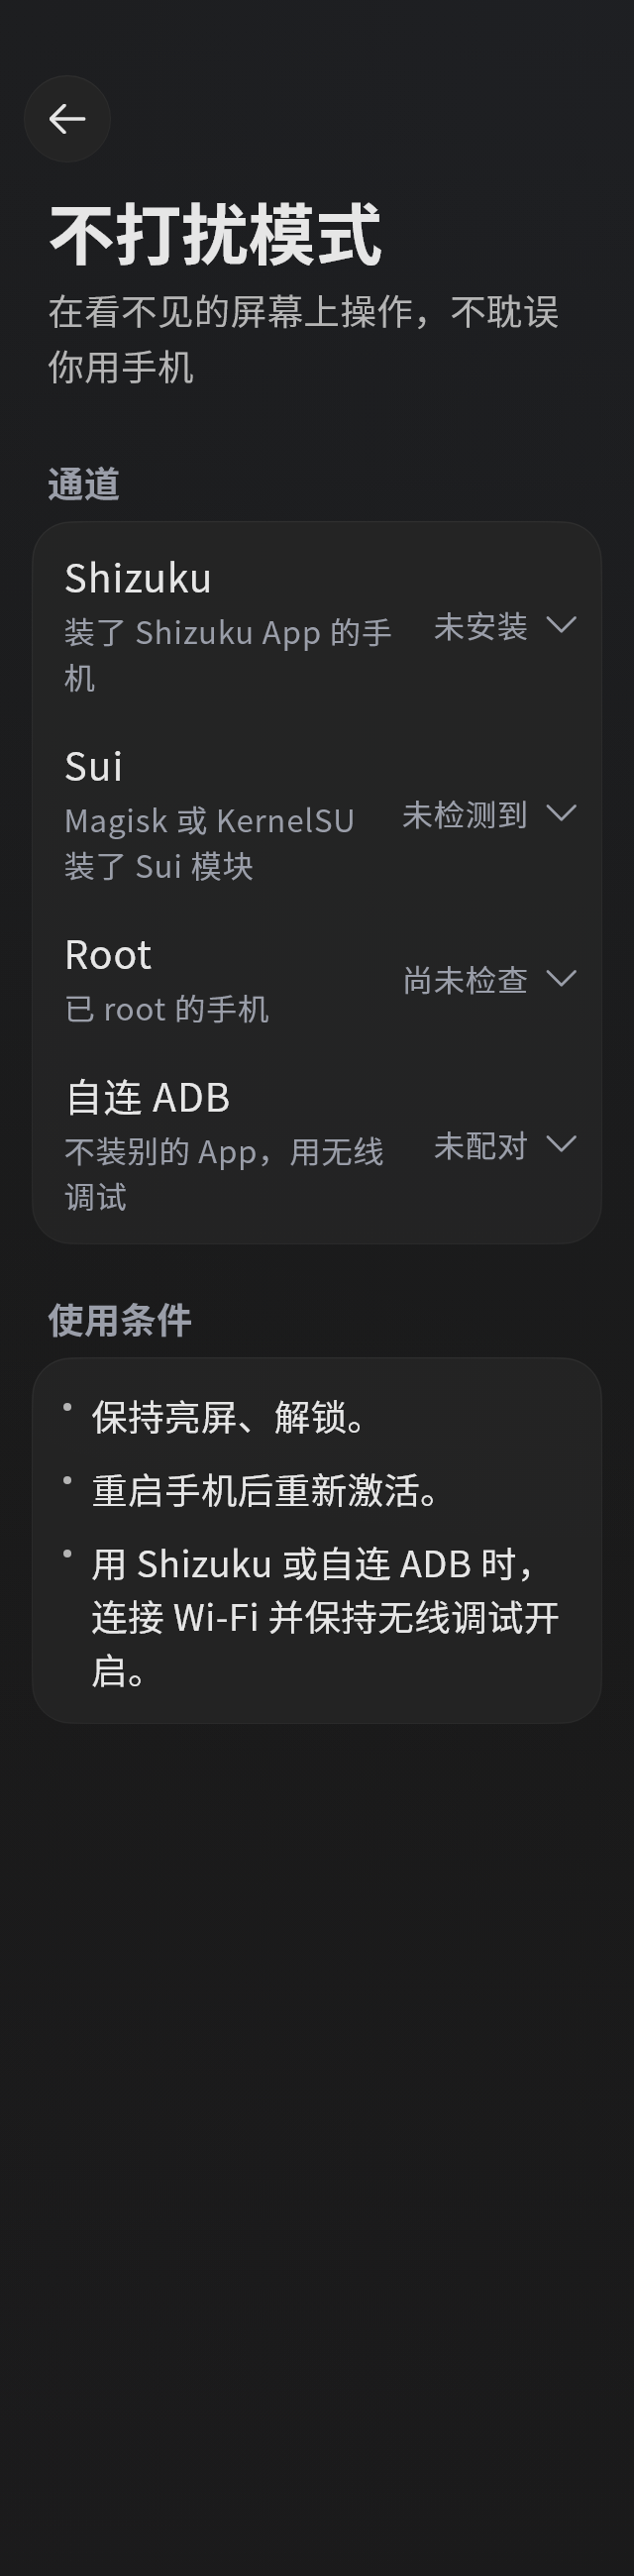 不打扰模式
在看不见的屏幕上操作，不耽误
你用手机
通道
Shizuku
装了 Shizuku App 的手
机
未安装
Sui
Magisk 或 KernelSU
装了 Sui 模块
未检测到
Root
已 root 的手机
尚未检查
自连 ADB
不装别的 App，用无线
调试
未配对
使用条件
• 保持亮屏、解锁。
• 重启手机后重新激活。
• 用 Shizuku 或自连 ADB 时，
连接 Wi-Fi 并保持无线调试开
启。